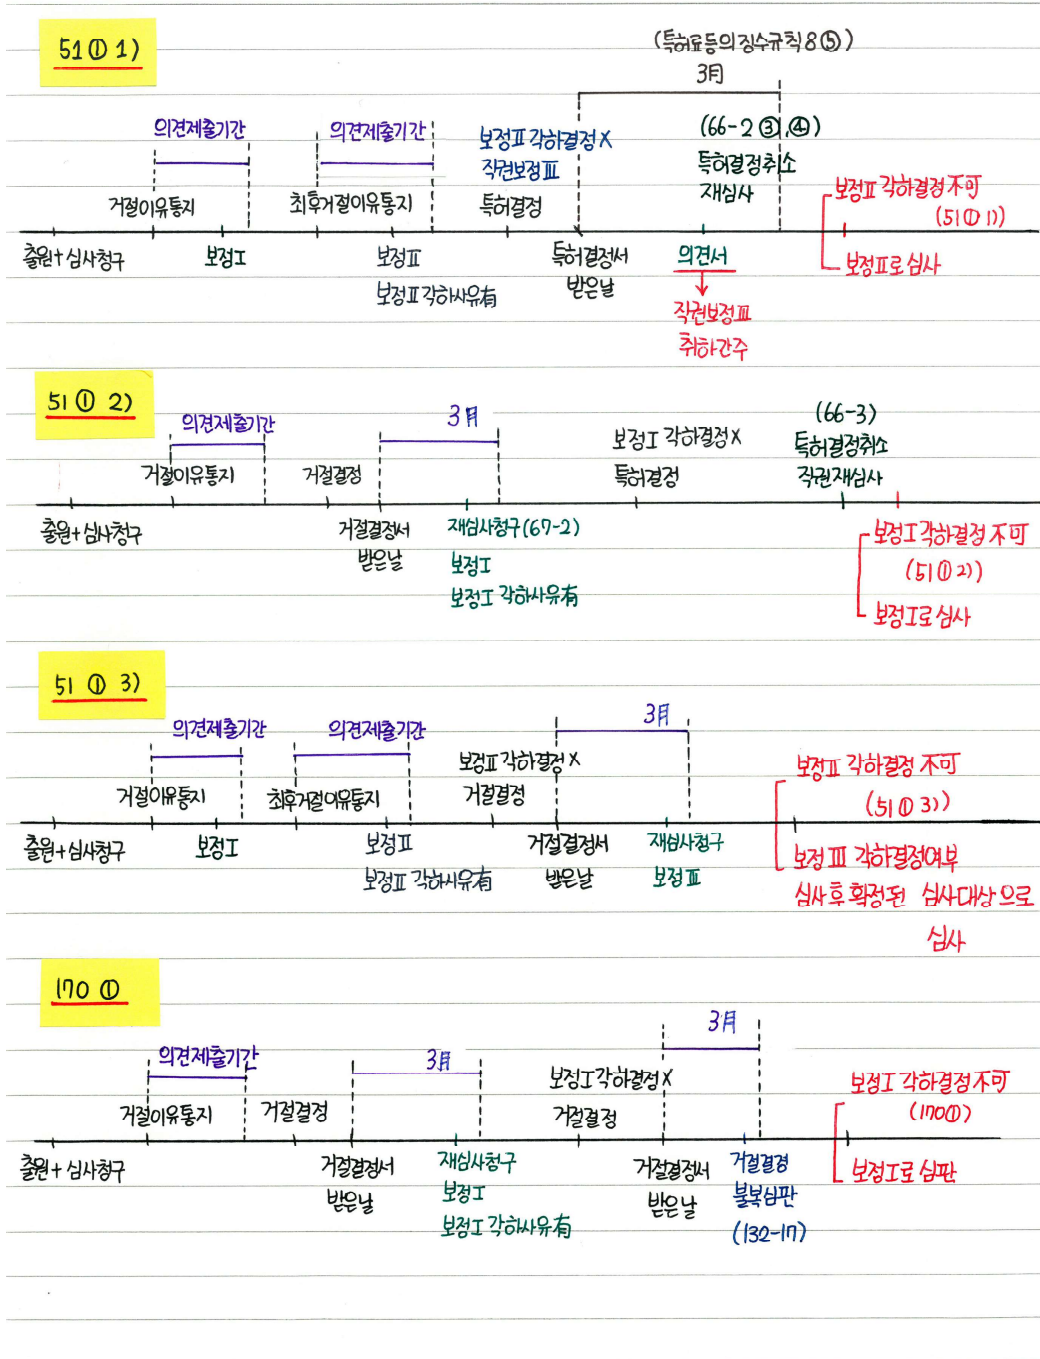 51 ① 1)
(특허료등의 징수규칙 8 ⑤)
3月
의견제출기간
의견제출기간
보정Ⅱ 각하결정 X
직권보정Ⅲ
특허결정
(66-2 ③,④)
특허결정취소
재심사
거절이유통지
최후거절이유통지
보정Ⅱ 각하결정 不可
(51 ① 1))
출원+심사청구
보정Ⅰ
보정Ⅱ
보정Ⅱ 각하사유有
특허결정서
받은날
의견서
직권보정Ⅲ
취하간주
보정Ⅱ로 심사
51 ① 2)
의견제출기간
3月
(66-3)
보정Ⅰ 각하결정 X
특허결정취소
거절이유통지
거절결정
특허결정
직권재심사
출원+심사청구
거절결정서
받은날
재심사청구(67-2)
보정Ⅰ
보정Ⅰ 각하사유有
보정Ⅰ 각하결정 不可
(51 ① 2))
보정Ⅰ로 심사
51 ① 3)
의견제출기간
의견제출기간
3月
보정Ⅱ 각하결정 X
거절결정
거절이유통지
최후거절이유통지
보정Ⅱ 각하결정 不可
(51 ① 3))
출원+심사청구
보정Ⅰ
보정Ⅱ
보정Ⅱ 각하사유有
거절결정서
받은날
재심사청구
보정Ⅲ
보정Ⅲ 각하결정여부
심사 후 확정된 심사대상으로
심사
170 ①
의견제출기간
3月
3月
보정Ⅰ 각하결정 X
거절이유통지
거절결정
거절결정
보정Ⅰ 각하결정 不可
(170①)
출원+심사청구
거절결정서
받은날
재심사청구
보정Ⅰ
보정Ⅰ 각하사유有
거절결정서
받은날
거절결정
불복심판
(132-17)
보정Ⅰ로 심판